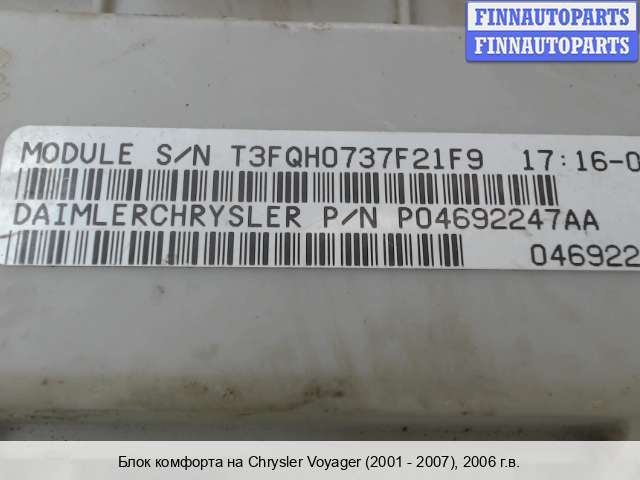 FINNAUTOPARTS
FINNAUTOPARTS
MODULE S/N T3FQH0737F21F9 17:16-0
DAIMLERCHRYSLER P/N P04692247AA
046922
Блок комфорта на Chrysler Voyager (2001 - 2007), 2006 г.в.